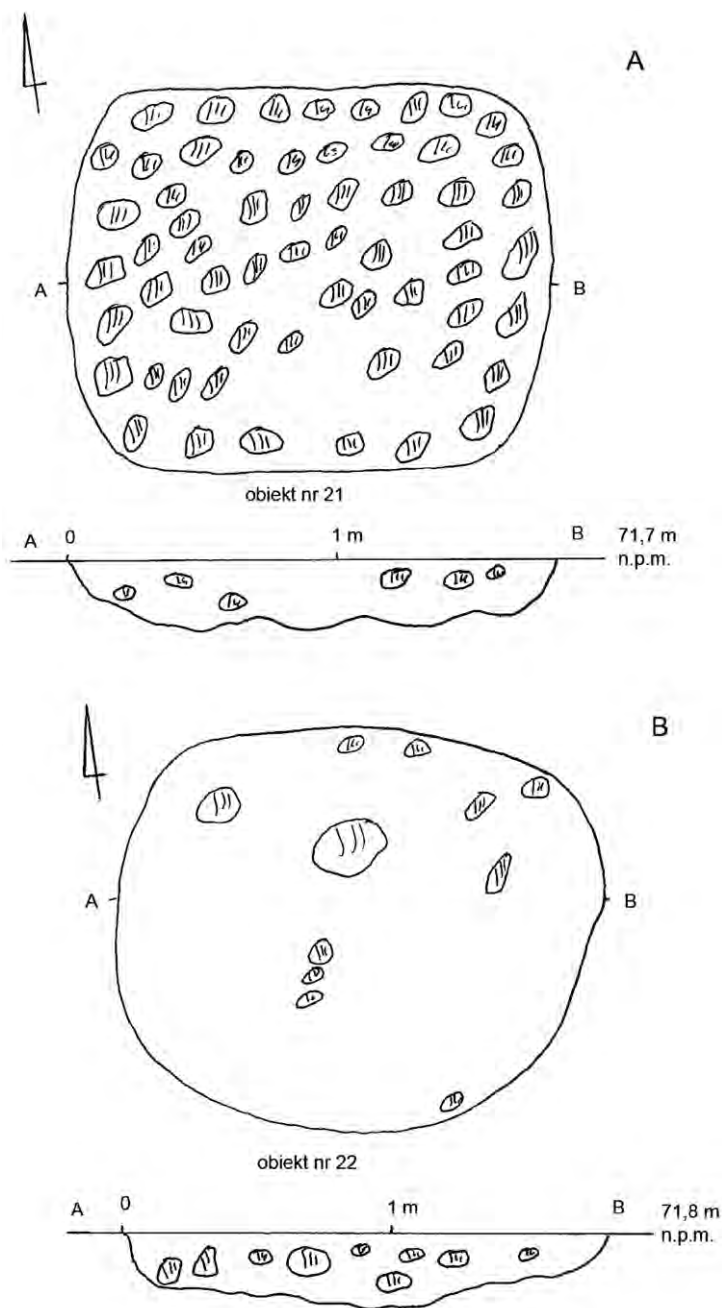 A
A B
obiekt nr 21
A 0 1 m B 71,7 m
n.p.m.
B
A B
obiekt nr 22
A 0 1 m B 71,8 m
n.p.m.